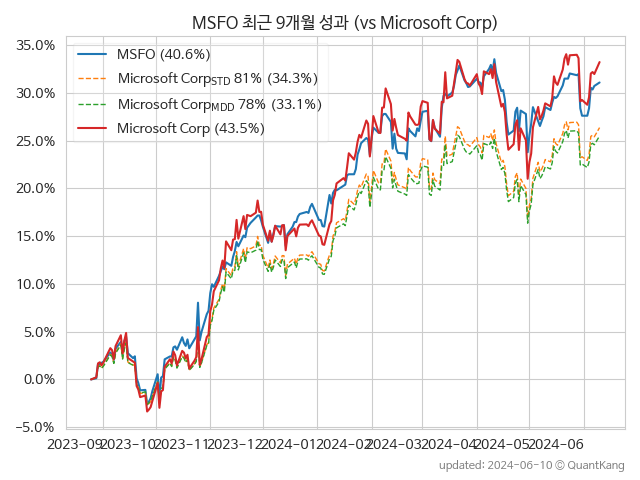 MSFO 최근 9개월 성과 (vs Microsoft Corp)
35.0%
30.0%
25.0%
20.0%
15.0%
10.0%
5.0%
0.0%
−5.0%
MSFO (40.6%)
Microsoft CorpSTD 81% (34.3%)
Microsoft CorpMDD 78% (33.1%)
Microsoft Corp (43.5%)
2023-09 2023-10 2023-11 2023-12 2024-01 2024-02 2024-03 2024-04 2024-05 2024-06
updated: 2024-06-10 © QuantKang